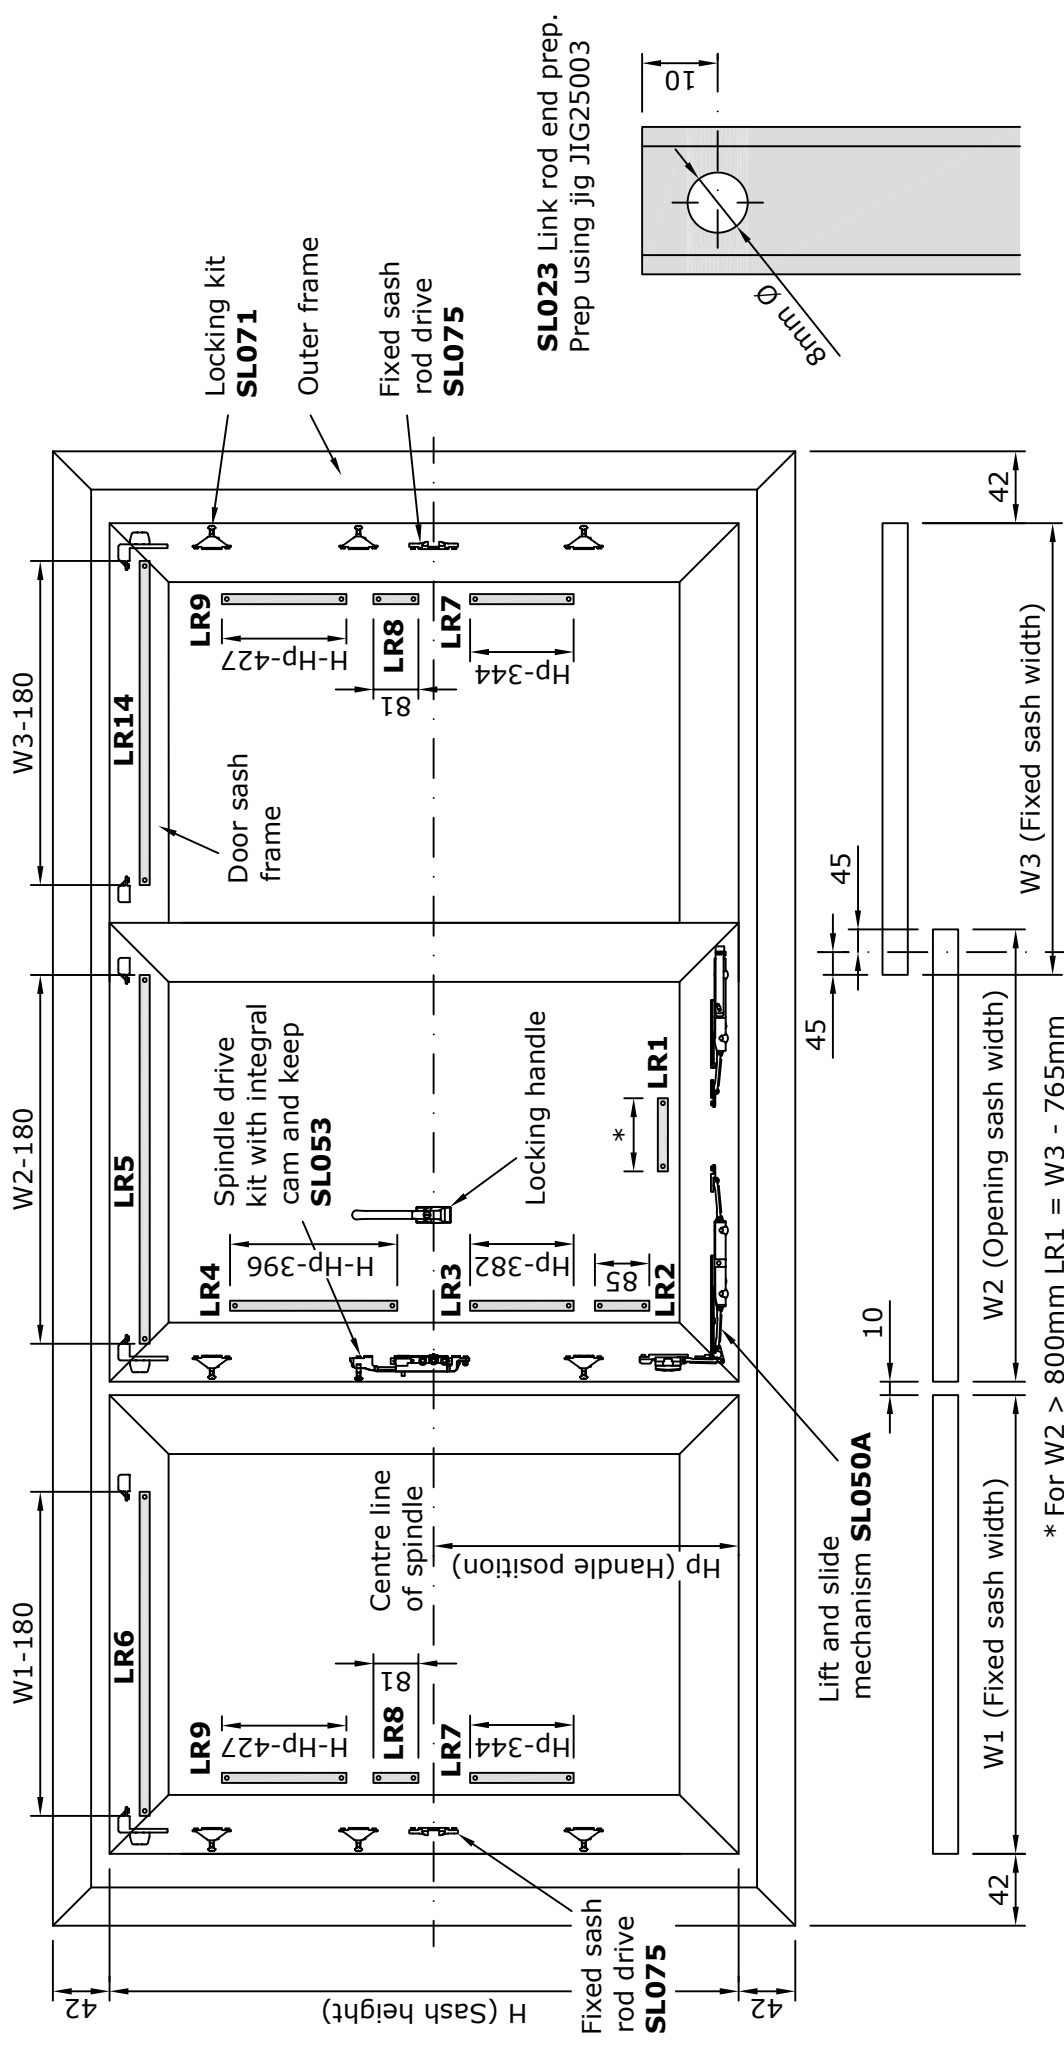 W1-180
W2-180
W3-180
LR6
LR5
LR14
42
LR9
H-Hp-427
LR8
81
LR7
Hp-344
Centre line
of spindle
Hp (Handle position)
H (Sash height)
42
Fixed sash
rod drive
SL075
LR4
H-Hp-396
LR3
Hp-382
85
LR2
Spindle drive
kit with integral
cam and keep
SL053
Locking handle
*
LR1
Door sash
frame
LR9
H-Hp-427
LR8
81
LR7
Hp-344
Locking kit
SL071
Outer frame
Fixed sash
rod drive
SL075
Lift and slide
mechanism SL050A
10
45
45
42
42
W1 (Fixed sash width)
W2 (Opening sash width)
W3 (Fixed sash width)
* For W2 > 800mm LR1 = W3 - 765mm
SL023 Link rod end prep.
Prep using jig JIG25003
10
8mm Ø